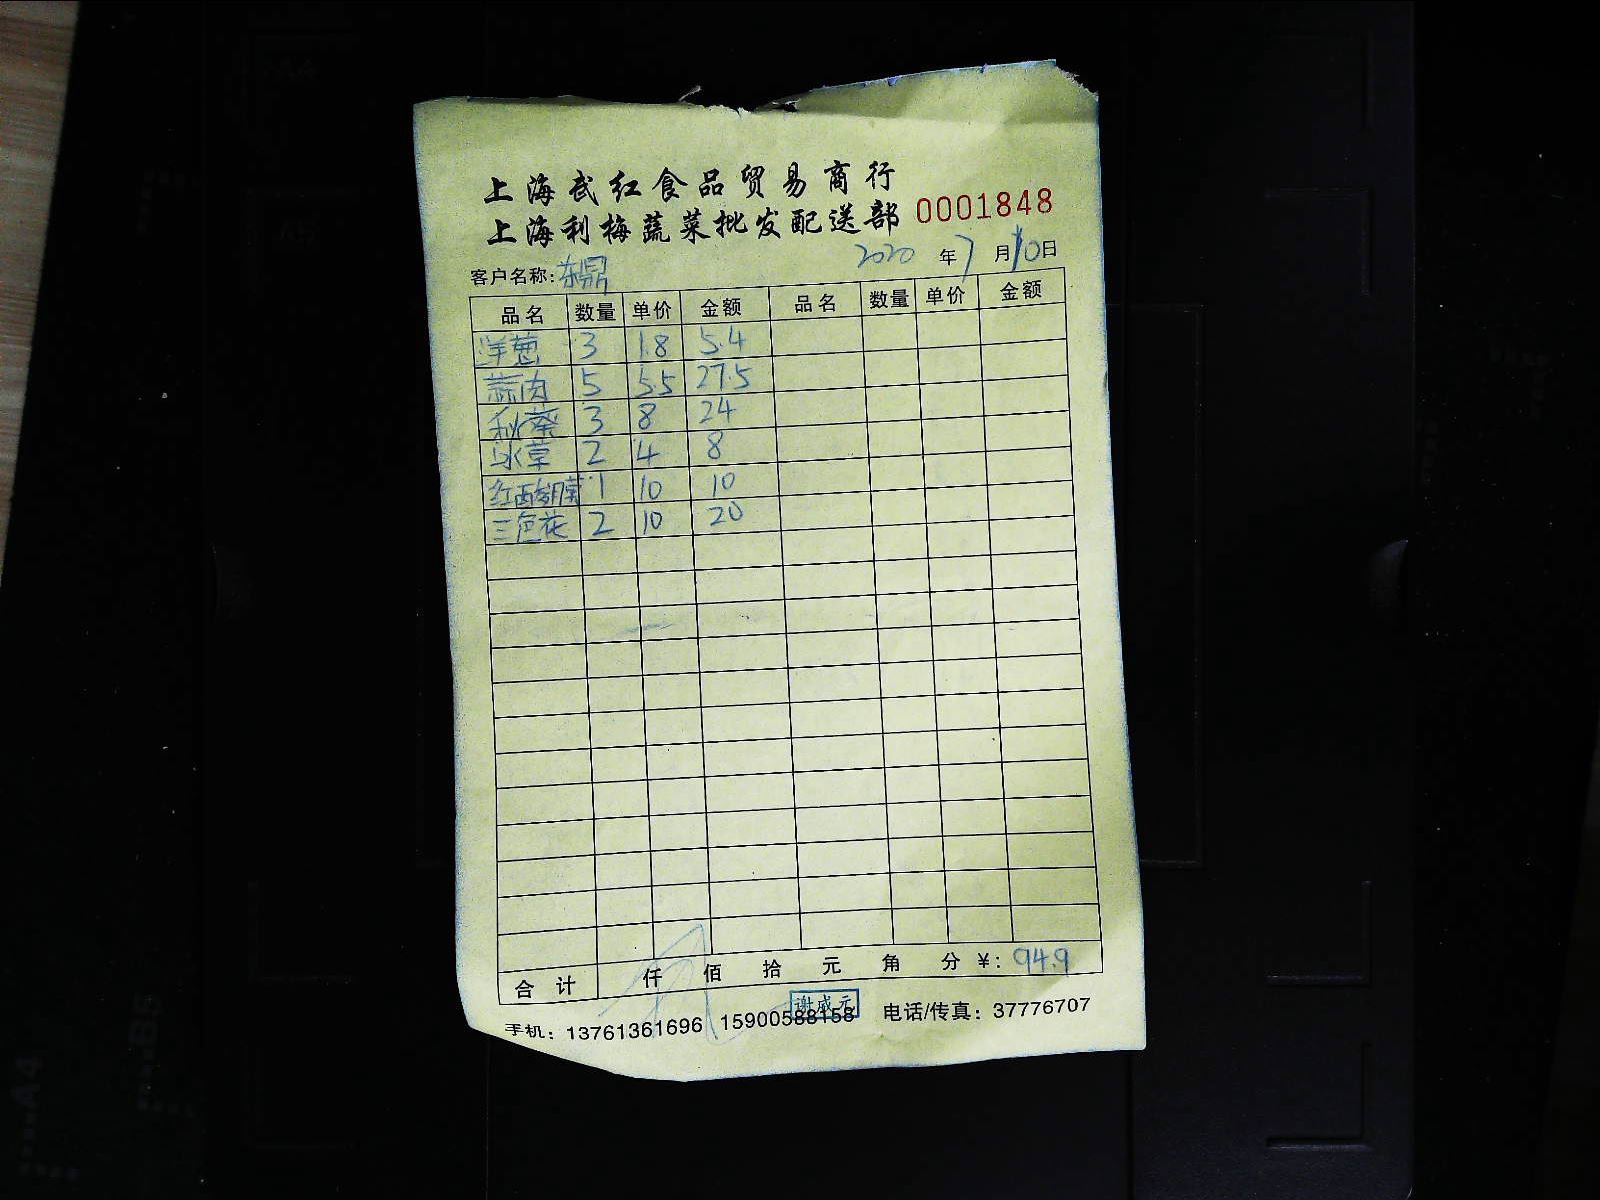 上海武红食品贸易商行
上海利梅蔬菜批发配送部 0001848
2020 年 7 月 10 日
客户名称: 东鼎
品名 数量 单价 金额 品名 数量 单价 金额
洋葱 3 1.8 5.4
蒜肉 5 5.5 27.5
秋葵 3 8 24
冰草 2 4 8
红酸膜 1 10 10
三色花 2 10 20
合计 仟 佰 拾 元 角 分 ¥: 94.9
谢盛元
手机: 13761361696 15900588158 电话/传真: 37776707